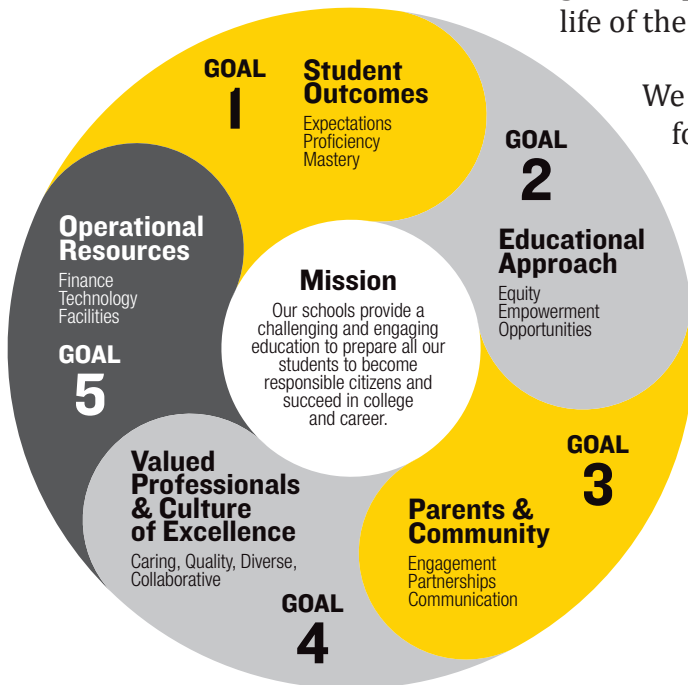 life of the
We
fo
GOAL
1
Student
Outcomes
Expectations
Proficiency
Mastery
GOAL
2
Educational
Approach
Equity
Empowerment
Opportunities
GOAL
3
Parents &
Community
Engagement
Partnerships
Communication
GOAL
4
Valued
Professionals
& Culture
of Excellence
Caring, Quality, Diverse,
Collaborative
Operational
Resources
Finance
Technology
Facilities
GOAL
5
Mission
Our schools provide a
challenging and engaging
education to prepare all our
students to become
responsible citizens and
succeed in college
and career.